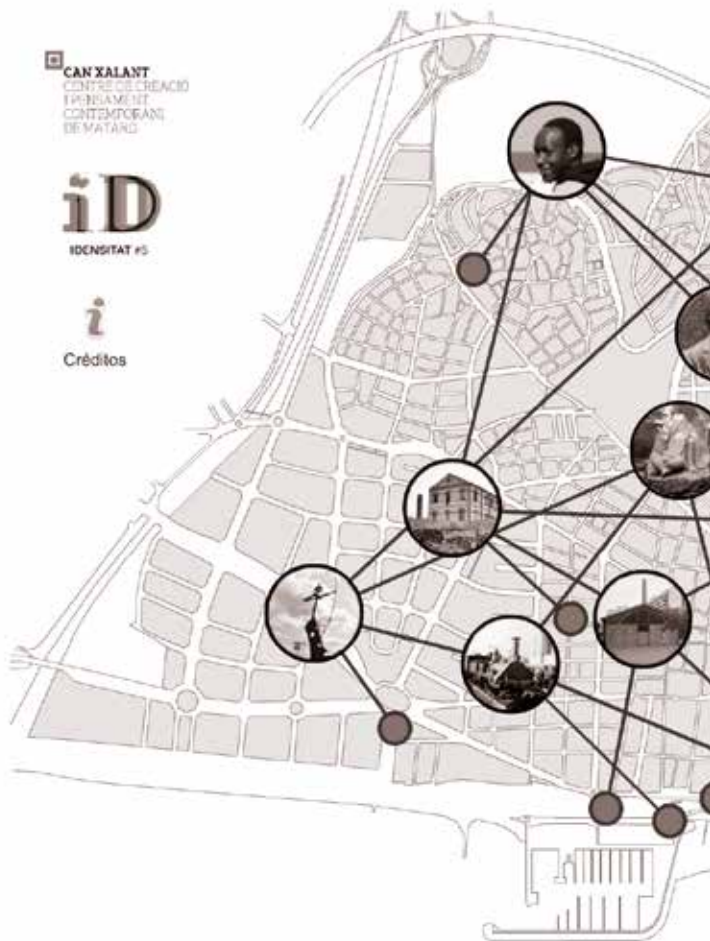 CAN XALANT
CENTRE DE CREACIÓ
I PENSAMENT
CONTEMPORANI
DE MATARÓ
iD
IDENSITAT #5
i
Créditos